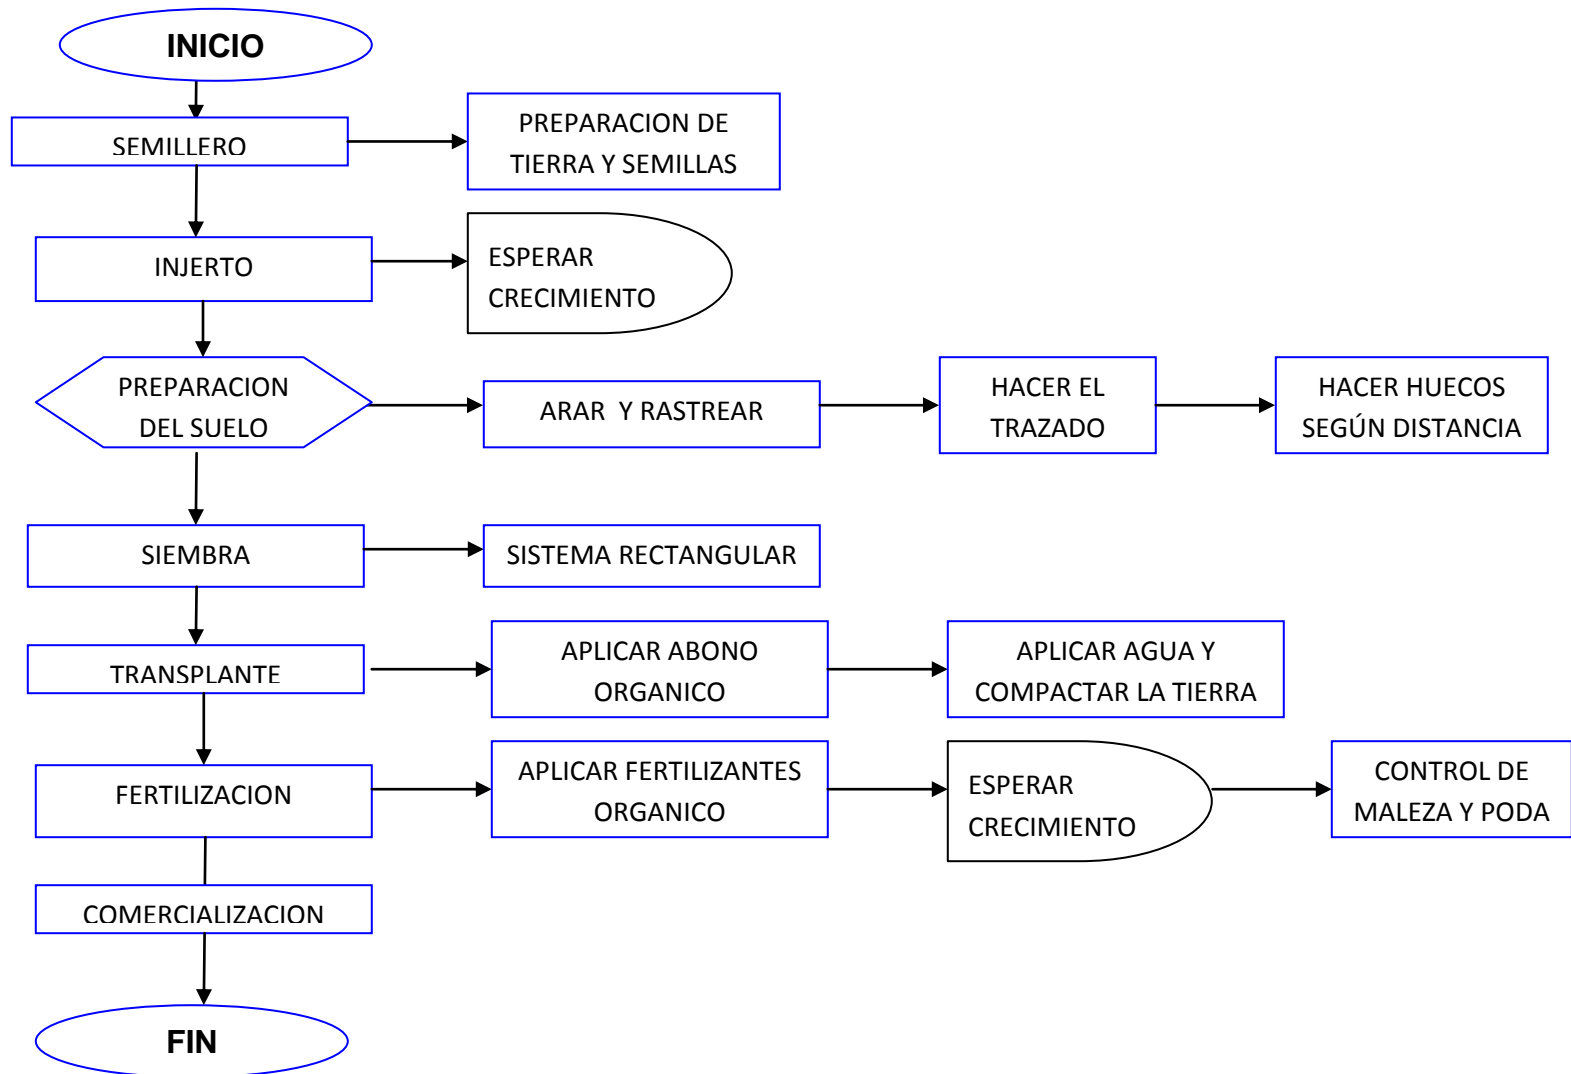 INICIO
SEMILLERO
PREPARACION DE
TIERRA Y SEMILLAS
INJERTO
ESPERAR
CRECIMIENTO
PREPARACION
DEL SUELO
ARAR  Y RASTREAR
HACER EL
TRAZADO
HACER HUECOS
SEGÚN DISTANCIA
SIEMBRA
SISTEMA RECTANGULAR
TRANSPLANTE
APLICAR ABONO
ORGANICO
APLICAR AGUA Y
COMPACTAR LA TIERRA
FERTILIZACION
APLICAR FERTILIZANTES
ORGANICO
ESPERAR
CRECIMIENTO
CONTROL DE
MALEZA Y PODA
COMERCIALIZACION
FIN